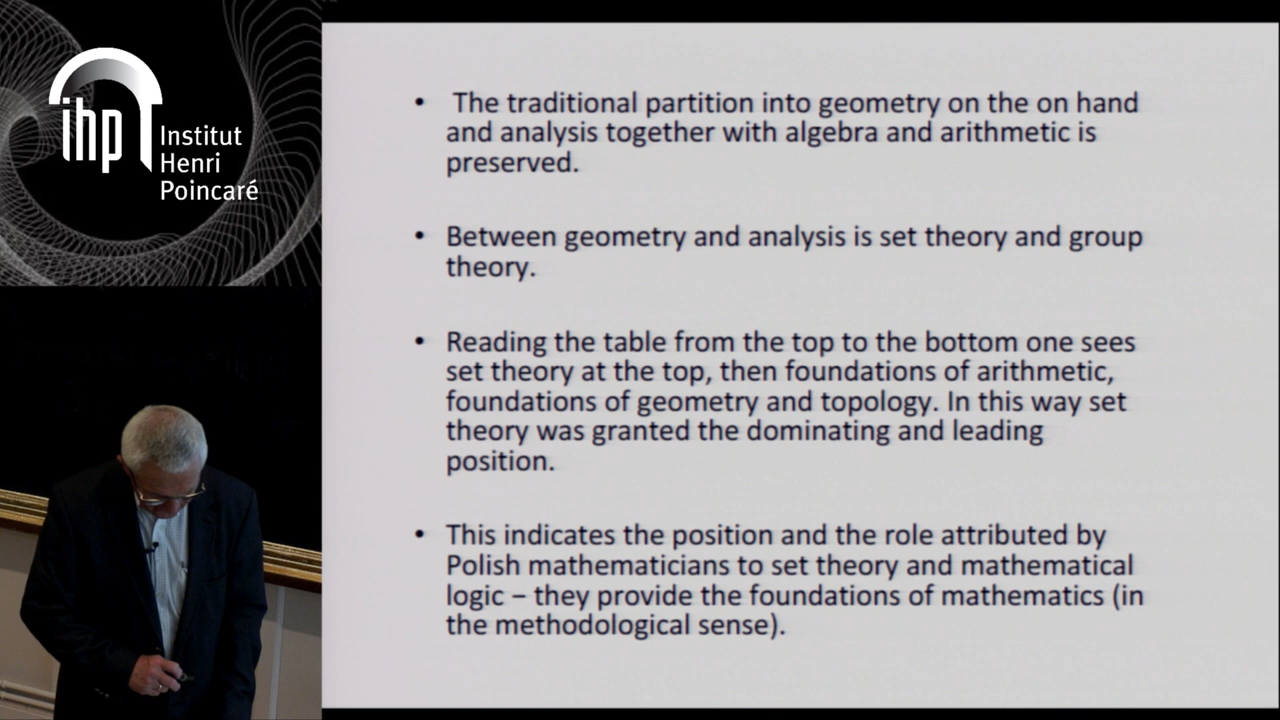 ihp
Institut
Henri
Poincaré
• The traditional partition into geometry on the on hand
and analysis together with algebra and arithmetic is
preserved.
• Between geometry and analysis is set theory and group
theory.
• Reading the table from the top to the bottom one sees
set theory at the top, then foundations of arithmetic,
foundations of geometry and topology. In this way set
theory was granted the dominating and leading
position.
• This indicates the position and the role attributed by
Polish mathematicians to set theory and mathematical
logic – they provide the foundations of mathematics (in
the methodological sense).